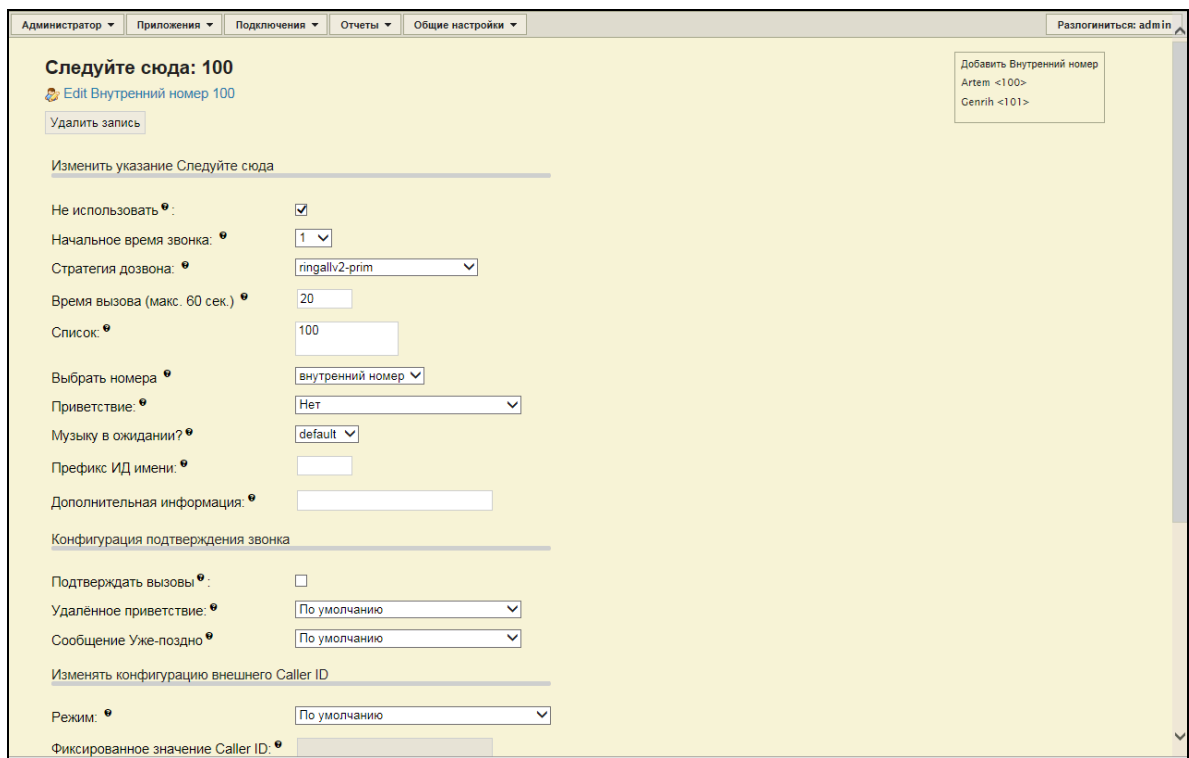 Администратор Приложения Подключения Отчеты Общие настройки Разлогиниться: admin
Следуйте сюда: 100
Edit Внутренний номер 100
Удалить запись
Добавить Внутренний номер
Artem <100>
Genrih <101>
Изменить указание Следуйте сюда
Не использовать :
Начальное время звонка: 1
Стратегия дозвона: ringallv2-prim
Время вызова (макс. 60 сек.) 20
Список: 100
Выбрать номера внутренний номер
Приветствие: Нет
Музыку в ожидании? default
Префикс ИД имени:
Дополнительная информация:
Конфигурация подтверждения звонка
Подтверждать вызовы :
Удалённое приветствие: По умолчанию
Сообщение Уже-поздно По умолчанию
Изменять конфигурацию внешнего Caller ID
Режим: По умолчанию
Фиксированное значение Caller ID: